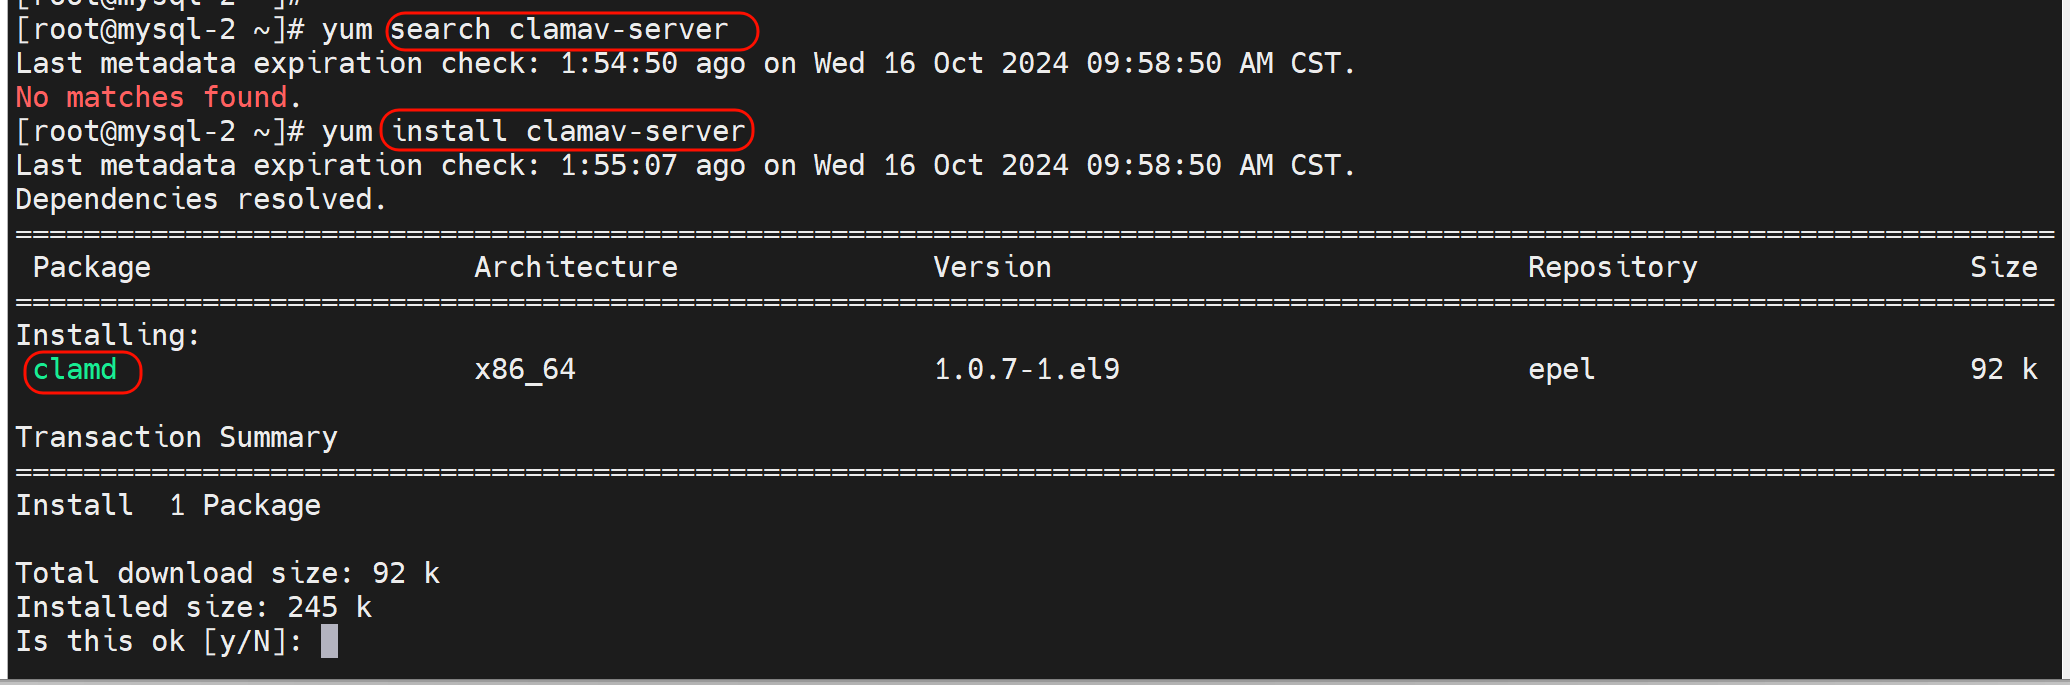 [root@mysql-2 ~]#
[root@mysql-2 ~]# yum search clamav-server
Last metadata expiration check: 1:54:50 ago on Wed 16 Oct 2024 09:58:50 AM CST.
No matches found.
[root@mysql-2 ~]# yum install clamav-server
Last metadata expiration check: 1:55:07 ago on Wed 16 Oct 2024 09:58:50 AM CST.
Dependencies resolved.
========================================================================================================================
Package Architecture Version Repository Size
========================================================================================================================
Installing:
clamd x86_64 1.0.7-1.el9 epel 92 k
Transaction Summary
========================================================================================================================
Install 1 Package
Total download size: 92 k
Installed size: 245 k
Is this ok [y/N]: